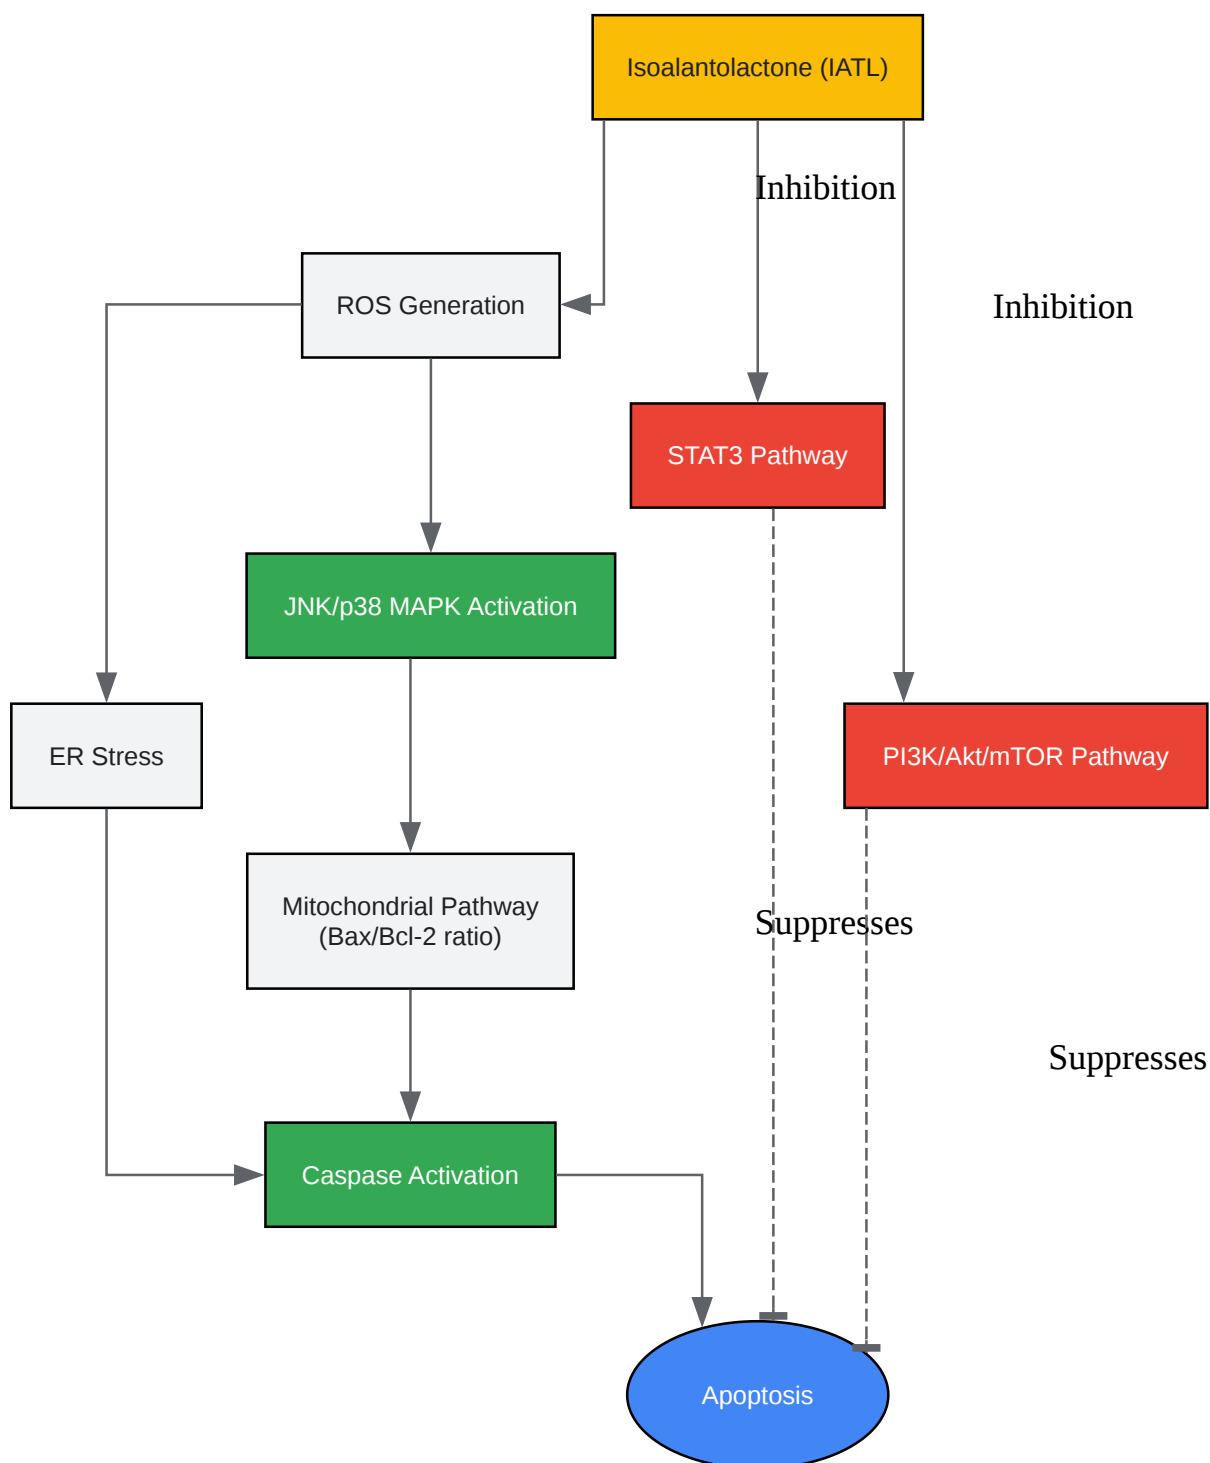 Isoalantolactone (IATL)
Inhibition
ROS Generation
Inhibition
STAT3 Pathway
JNK/p38 MAPK Activation
ER Stress
PI3K/Akt/mTOR Pathway
Mitochondrial Pathway
(Bax/Bcl-2 ratio)
Suppresses
Suppresses
Caspase Activation
Apoptosis